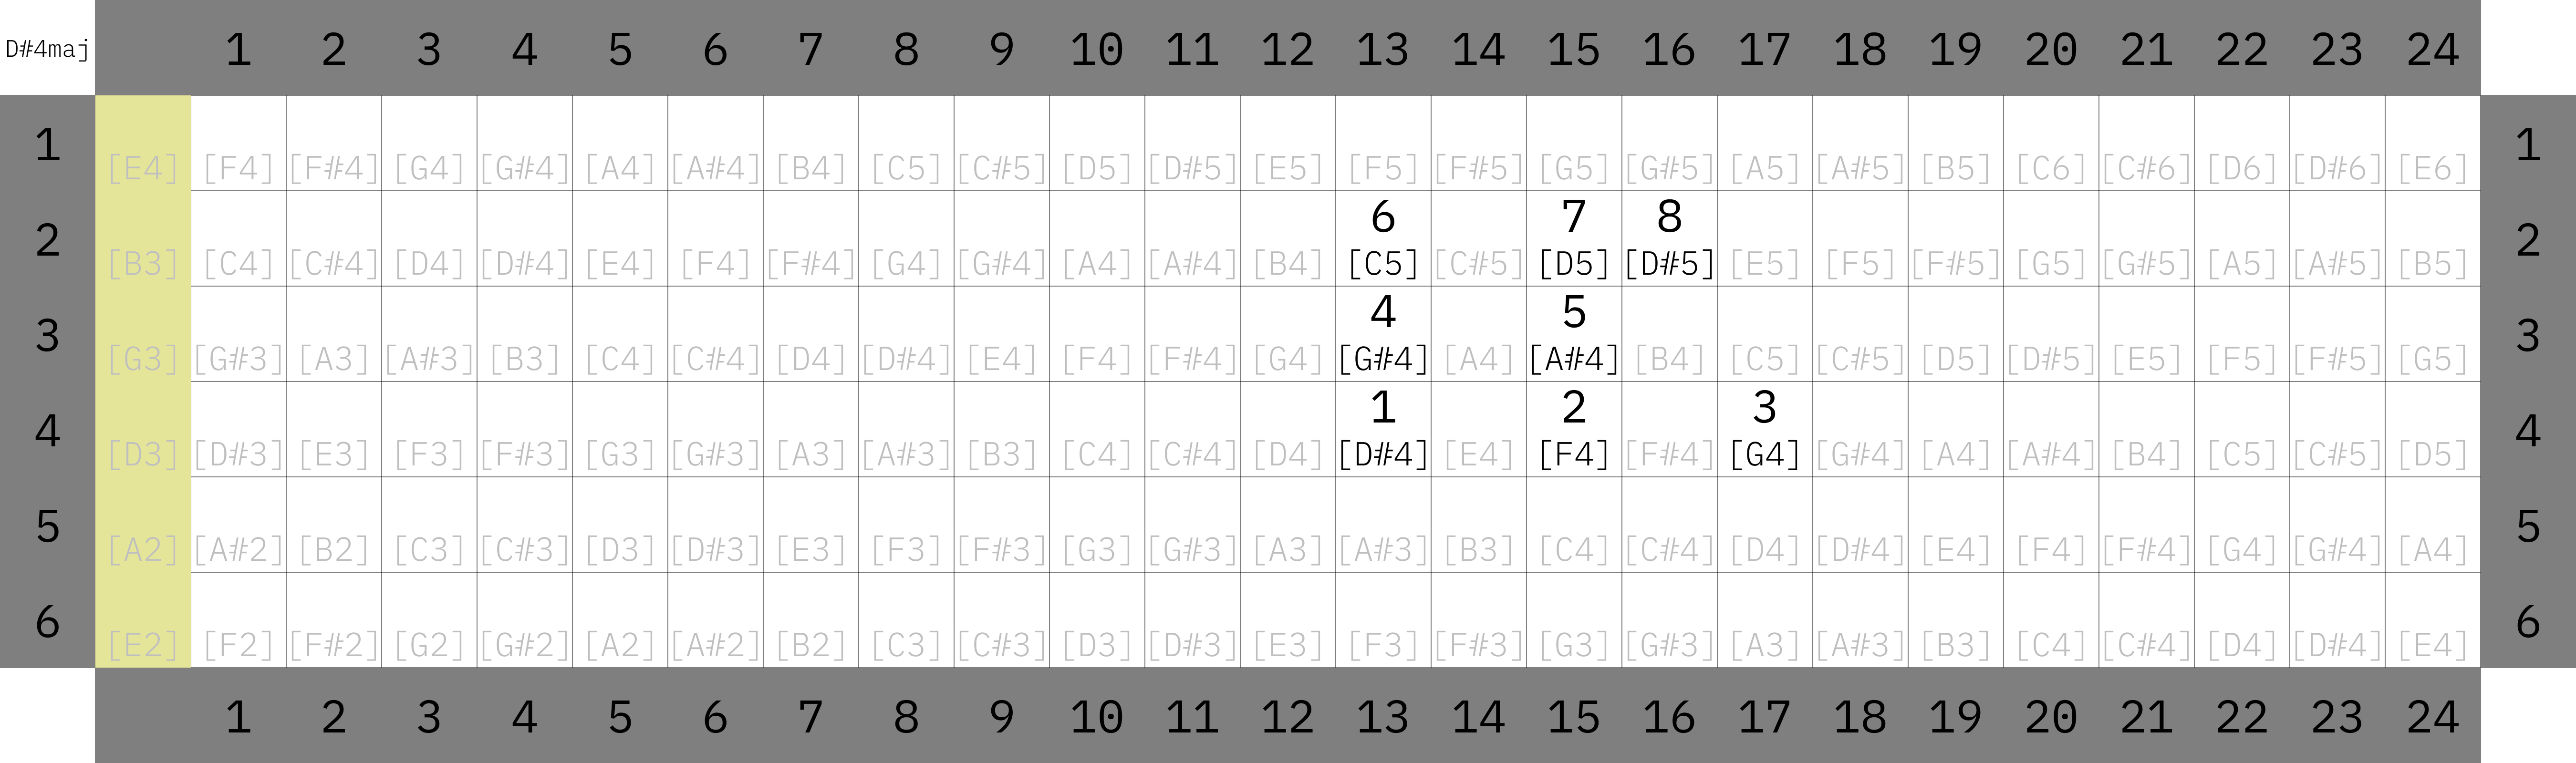 D#4maj 1 2 3 4 5 6 7 8 9 10 11 12 13 14 15 16 17 18 19 20 21 22 23 24
1 [E4] [F4] [F#4] [G4] [G#4] [A4] [A#4] [B4] [C5] [C#5] [D5] [D#5] [E5] [F5] [F#5] [G5] [G#5] [A5] [A#5] [B5] [C6] [C#6] [D6] [D#6] [E6] 1
6 7 8
2 [B3] [C4] [C#4] [D4] [D#4] [E4] [F4] [F#4] [G4] [G#4] [A4] [A#4] [B4] [C5] [C#5] [D5] [D#5] [E5] [F5] [F#5] [G5] [G#5] [A5] [A#5] [B5] 2
4 5
3 [G3] [G#3] [A3] [A#3] [B3] [C4] [C#4] [D4] [D#4] [E4] [F4] [F#4] [G4] [G#4] [A4] [A#4] [B4] [C5] [C#5] [D5] [D#5] [E5] [F5] [F#5] [G5] 3
1 2 3
4 [D3] [D#3] [E3] [F3] [F#3] [G3] [G#3] [A3] [A#3] [B3] [C4] [C#4] [D4] [D#4] [E4] [F4] [F#4] [G4] [G#4] [A4] [A#4] [B4] [C5] [C#5] [D5] 4
5 [A2] [A#2] [B2] [C3] [C#3] [D3] [D#3] [E3] [F3] [F#3] [G3] [G#3] [A3] [A#3] [B3] [C4] [C#4] [D4] [D#4] [E4] [F4] [F#4] [G4] [G#4] [A4] 5
6 [E2] [F2] [F#2] [G2] [G#2] [A2] [A#2] [B2] [C3] [C#3] [D3] [D#3] [E3] [F3] [F#3] [G3] [G#3] [A3] [A#3] [B3] [C4] [C#4] [D4] [D#4] [E4] 6
1 2 3 4 5 6 7 8 9 10 11 12 13 14 15 16 17 18 19 20 21 22 23 24